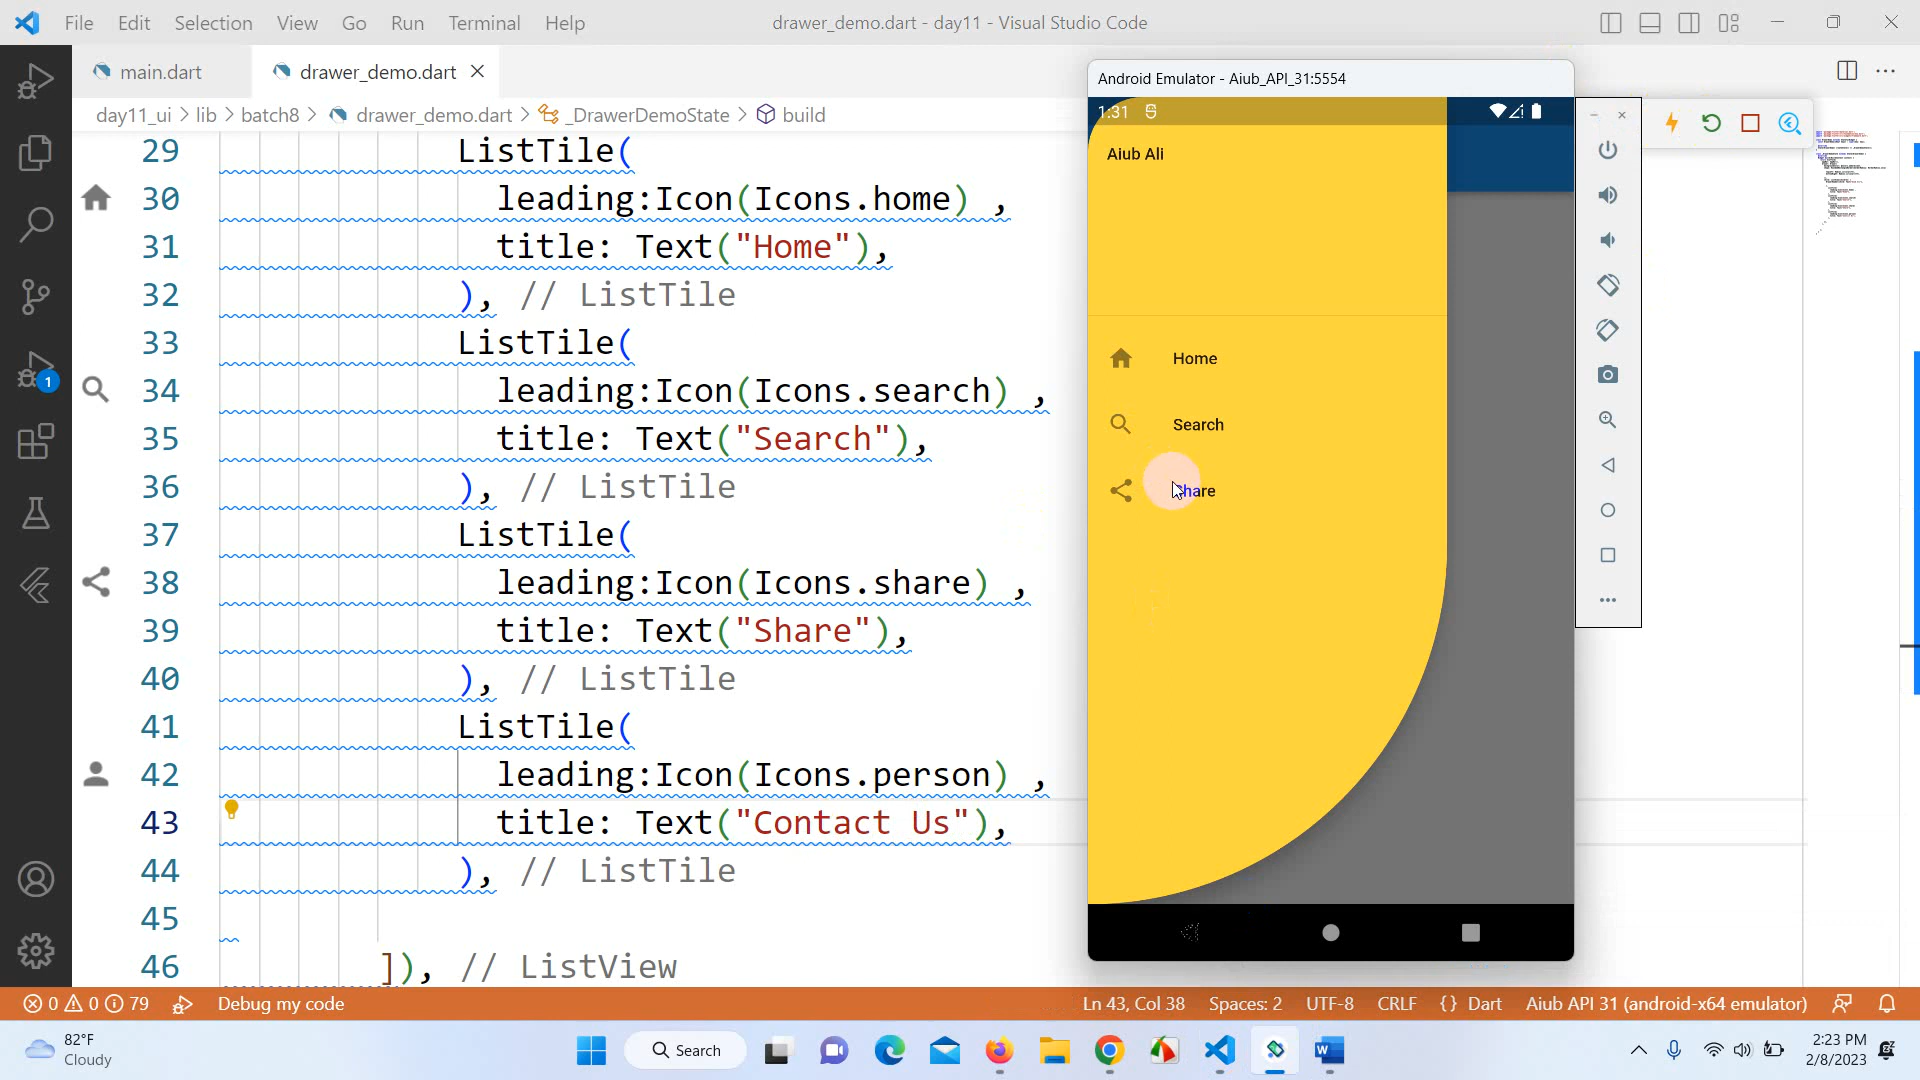 File Edit Selection View Go Run Terminal Help drawer_demo.dart - day11 - Visual Studio Code
main.dart drawer_demo.dart
day11_ui > lib > batch8 > drawer_demo.dart > _DrawerDemoState > build
29 ListTile(
30 leading:Icon(Icons.home) ,
31 title: Text("Home"),
32 ), // ListTile
33 ListTile(
34 leading:Icon(Icons.search) ,
35 title: Text("Search"),
36 ), // ListTile
37 ListTile(
38 leading:Icon(Icons.share) ,
39 title: Text("Share"),
40 ), // ListTile
41 ListTile(
42 leading:Icon(Icons.person) ,
43 title: Text("Contact Us"),
44 ), // ListTile
45
46 ]), // ListView
Android Emulator - Aiub_API_31:5554
1:31
Aiub Ali
Home
Search
Share
1
0 0 79 Debug my code Ln 43, Col 38 Spaces: 2 UTF-8 CRLF {} Dart Aiub API 31 (android-x64 emulator)
82°F
Cloudy
Search
2:23 PM
2/8/2023